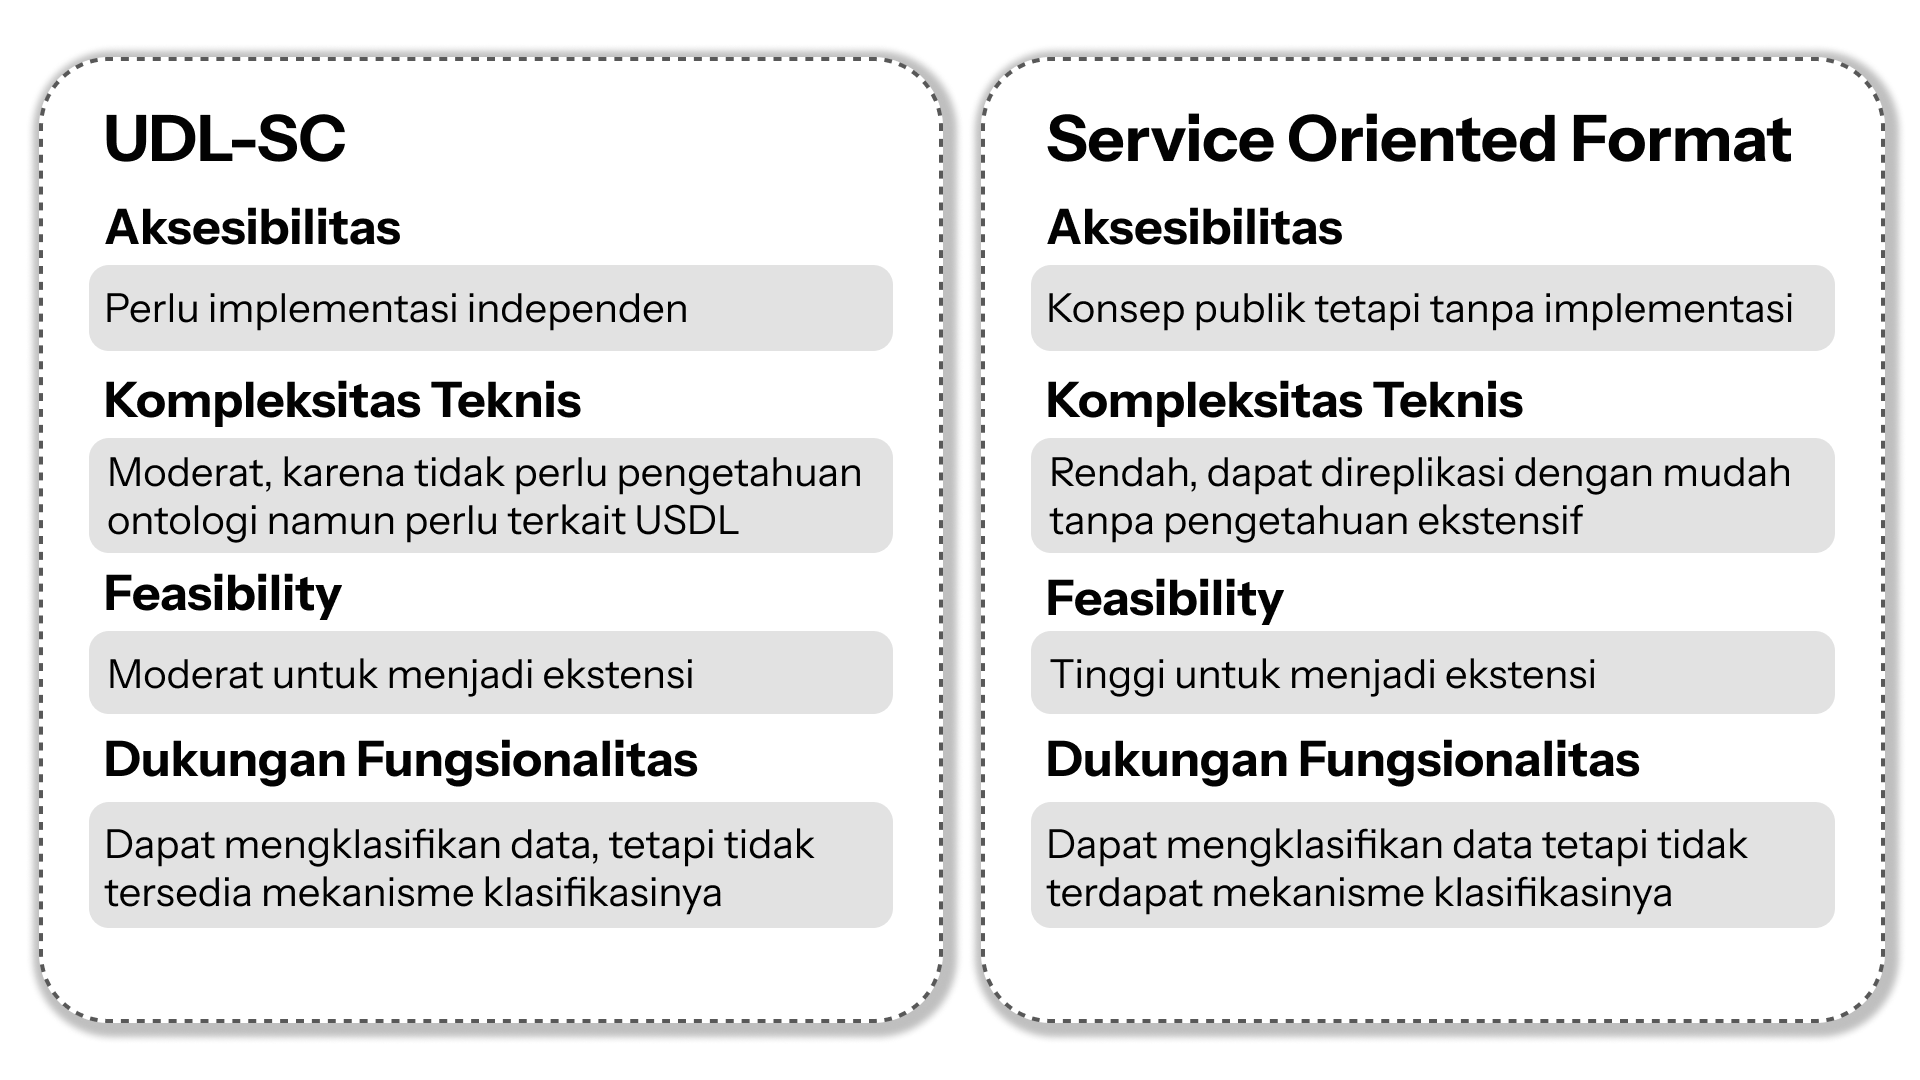 UDL-SC
Aksesibilitas
Perlu implementasi independen
Kompleksitas Teknis
Moderat, karena tidak perlu pengetahuan
ontologi namun perlu terkait USDL
Feasibility
Moderat untuk menjadi ekstensi
Dukungan Fungsionalitas
Dapat mengklasifikan data, tetapi tidak
tersedia mekanisme klasifikasinya
Service Oriented Format
Aksesibilitas
Konsep publik tetapi tanpa implementasi
Kompleksitas Teknis
Rendah, dapat direplikasi dengan mudah
tanpa pengetahuan ekstensif
Feasibility
Tinggi untuk menjadi ekstensi
Dukungan Fungsionalitas
Dapat mengklasifikan data tetapi tidak
terdapat mekanisme klasifikasinya